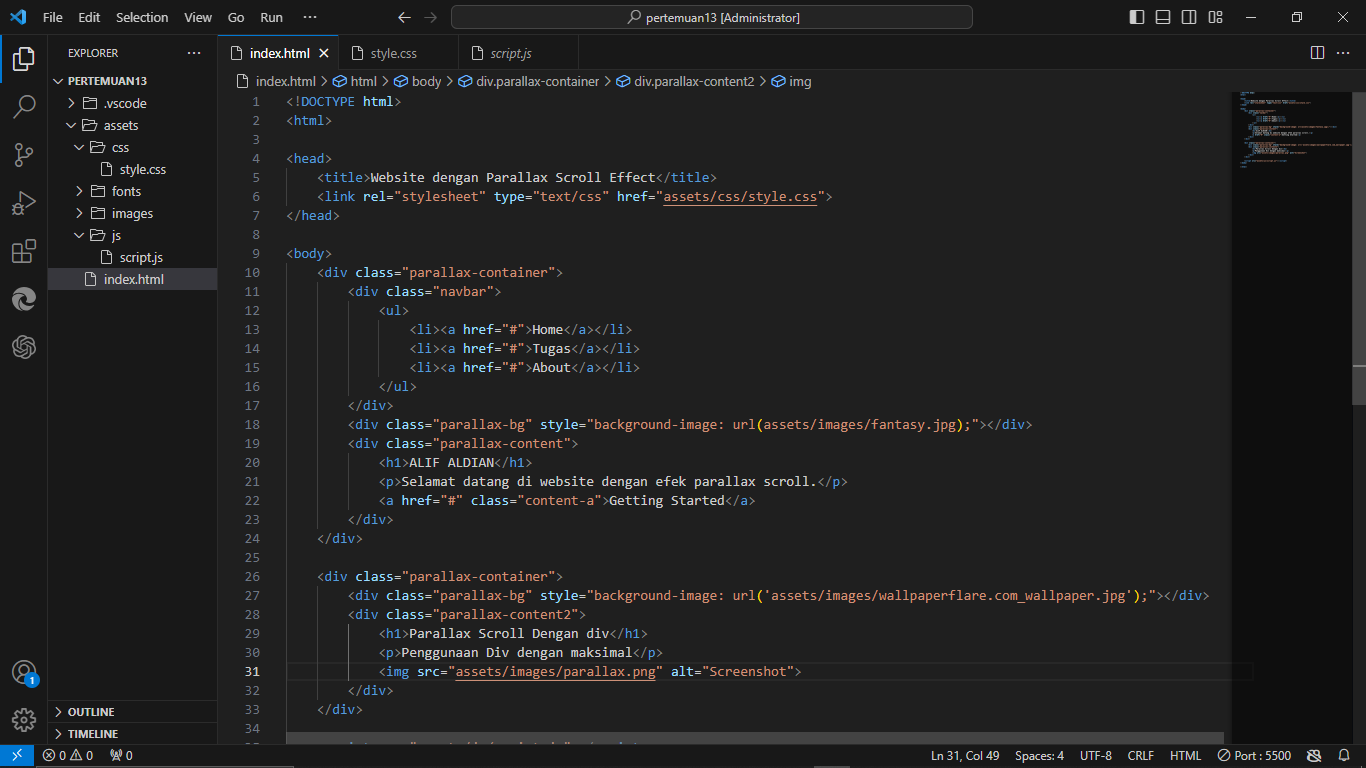 File Edit Selection View Go Run ··· pertemuan13 [Administrator]
EXPLORER ···
PERTEMUAN13
.vscode
assets
css
style.css
fonts
images
js
script.js
index.html
OUTLINE
TIMELINE
1
index.html style.css script.js
index.html > html > body > div.parallax-container > div.parallax-content2 > img
1 <!DOCTYPE html>
2 <html>
3
4 <head>
5 <title>Website dengan Parallax Scroll Effect</title>
6 <link rel="stylesheet" type="text/css" href="assets/css/style.css">
7 </head>
8
9 <body>
10 <div class="parallax-container">
11 <div class="navbar">
12 <ul>
13 <li><a href="#">Home</a></li>
14 <li><a href="#">Tugas</a></li>
15 <li><a href="#">About</a></li>
16 </ul>
17 </div>
18 <div class="parallax-bg" style="background-image: url(assets/images/fantasy.jpg);"></div>
19 <div class="parallax-content">
20 <h1>ALIF ALDIAN</h1>
21 <p>Selamat datang di website dengan efek parallax scroll.</p>
22 <a href="#" class="content-a">Getting Started</a>
23 </div>
24 </div>
25
26 <div class="parallax-container">
27 <div class="parallax-bg" style="background-image: url('assets/images/wallpaperflare.com_wallpaper.jpg');"></div>
28 <div class="parallax-content2">
29 <h1>Parallax Scroll Dengan div</h1>
30 <p>Penggunaan Div dengan maksimal</p>
31 <img src="assets/images/parallax.png" alt="Screenshot">
32 </div>
33 </div>
34
0 0 0 Ln 31, Col 49 Spaces: 4 UTF-8 CRLF HTML Port : 5500